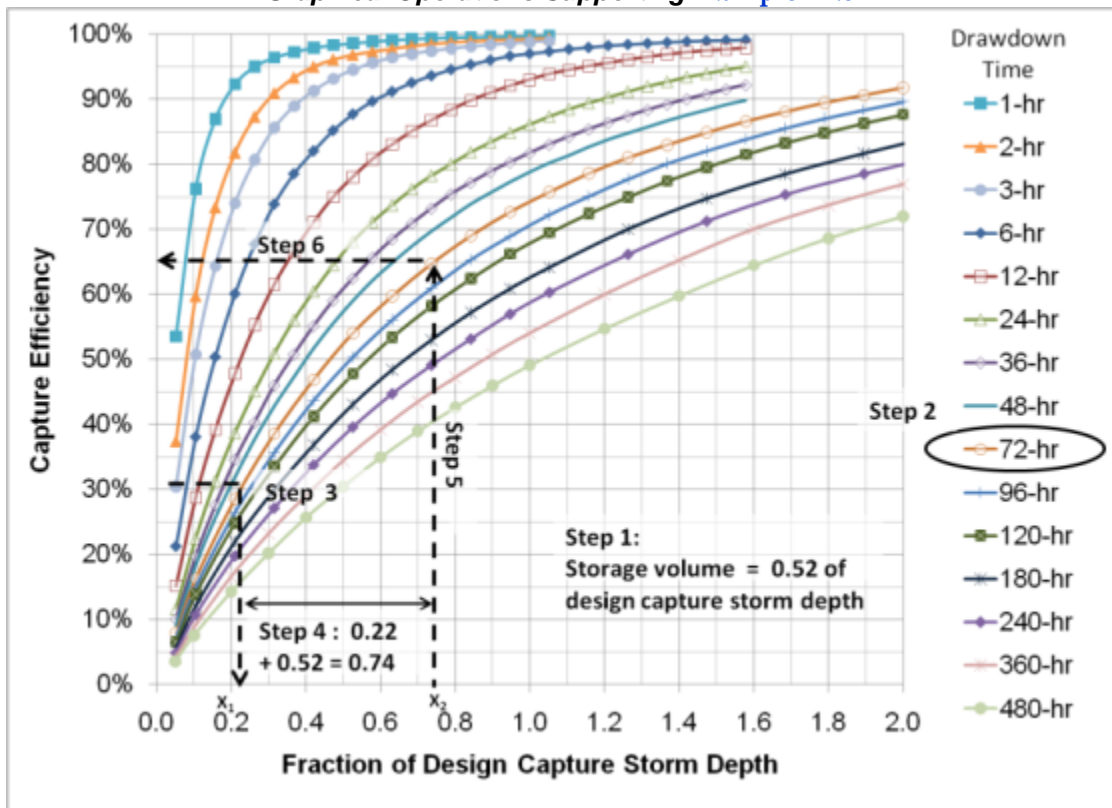 Graphical Operations Supporting
100%
90%
80%
70%
60%
50%
40%
30%
20%
10%
0%
Capture Efficiency
Step 6
Step 5
Step 3
Step 4 : 0.22
+ 0.52 = 0.74
Step 1:
Storage volume = 0.52 of
design capture storm depth
Step 2
X₁
X₂
0.0 0.2 0.4 0.6 0.8 1.0 1.2 1.4 1.6 1.8 2.0
Fraction of Design Capture Storm Depth
Drawdown
Time
1-hr
2-hr
3-hr
6-hr
12-hr
24-hr
36-hr
48-hr
72-hr
96-hr
120-hr
180-hr
240-hr
360-hr
480-hr